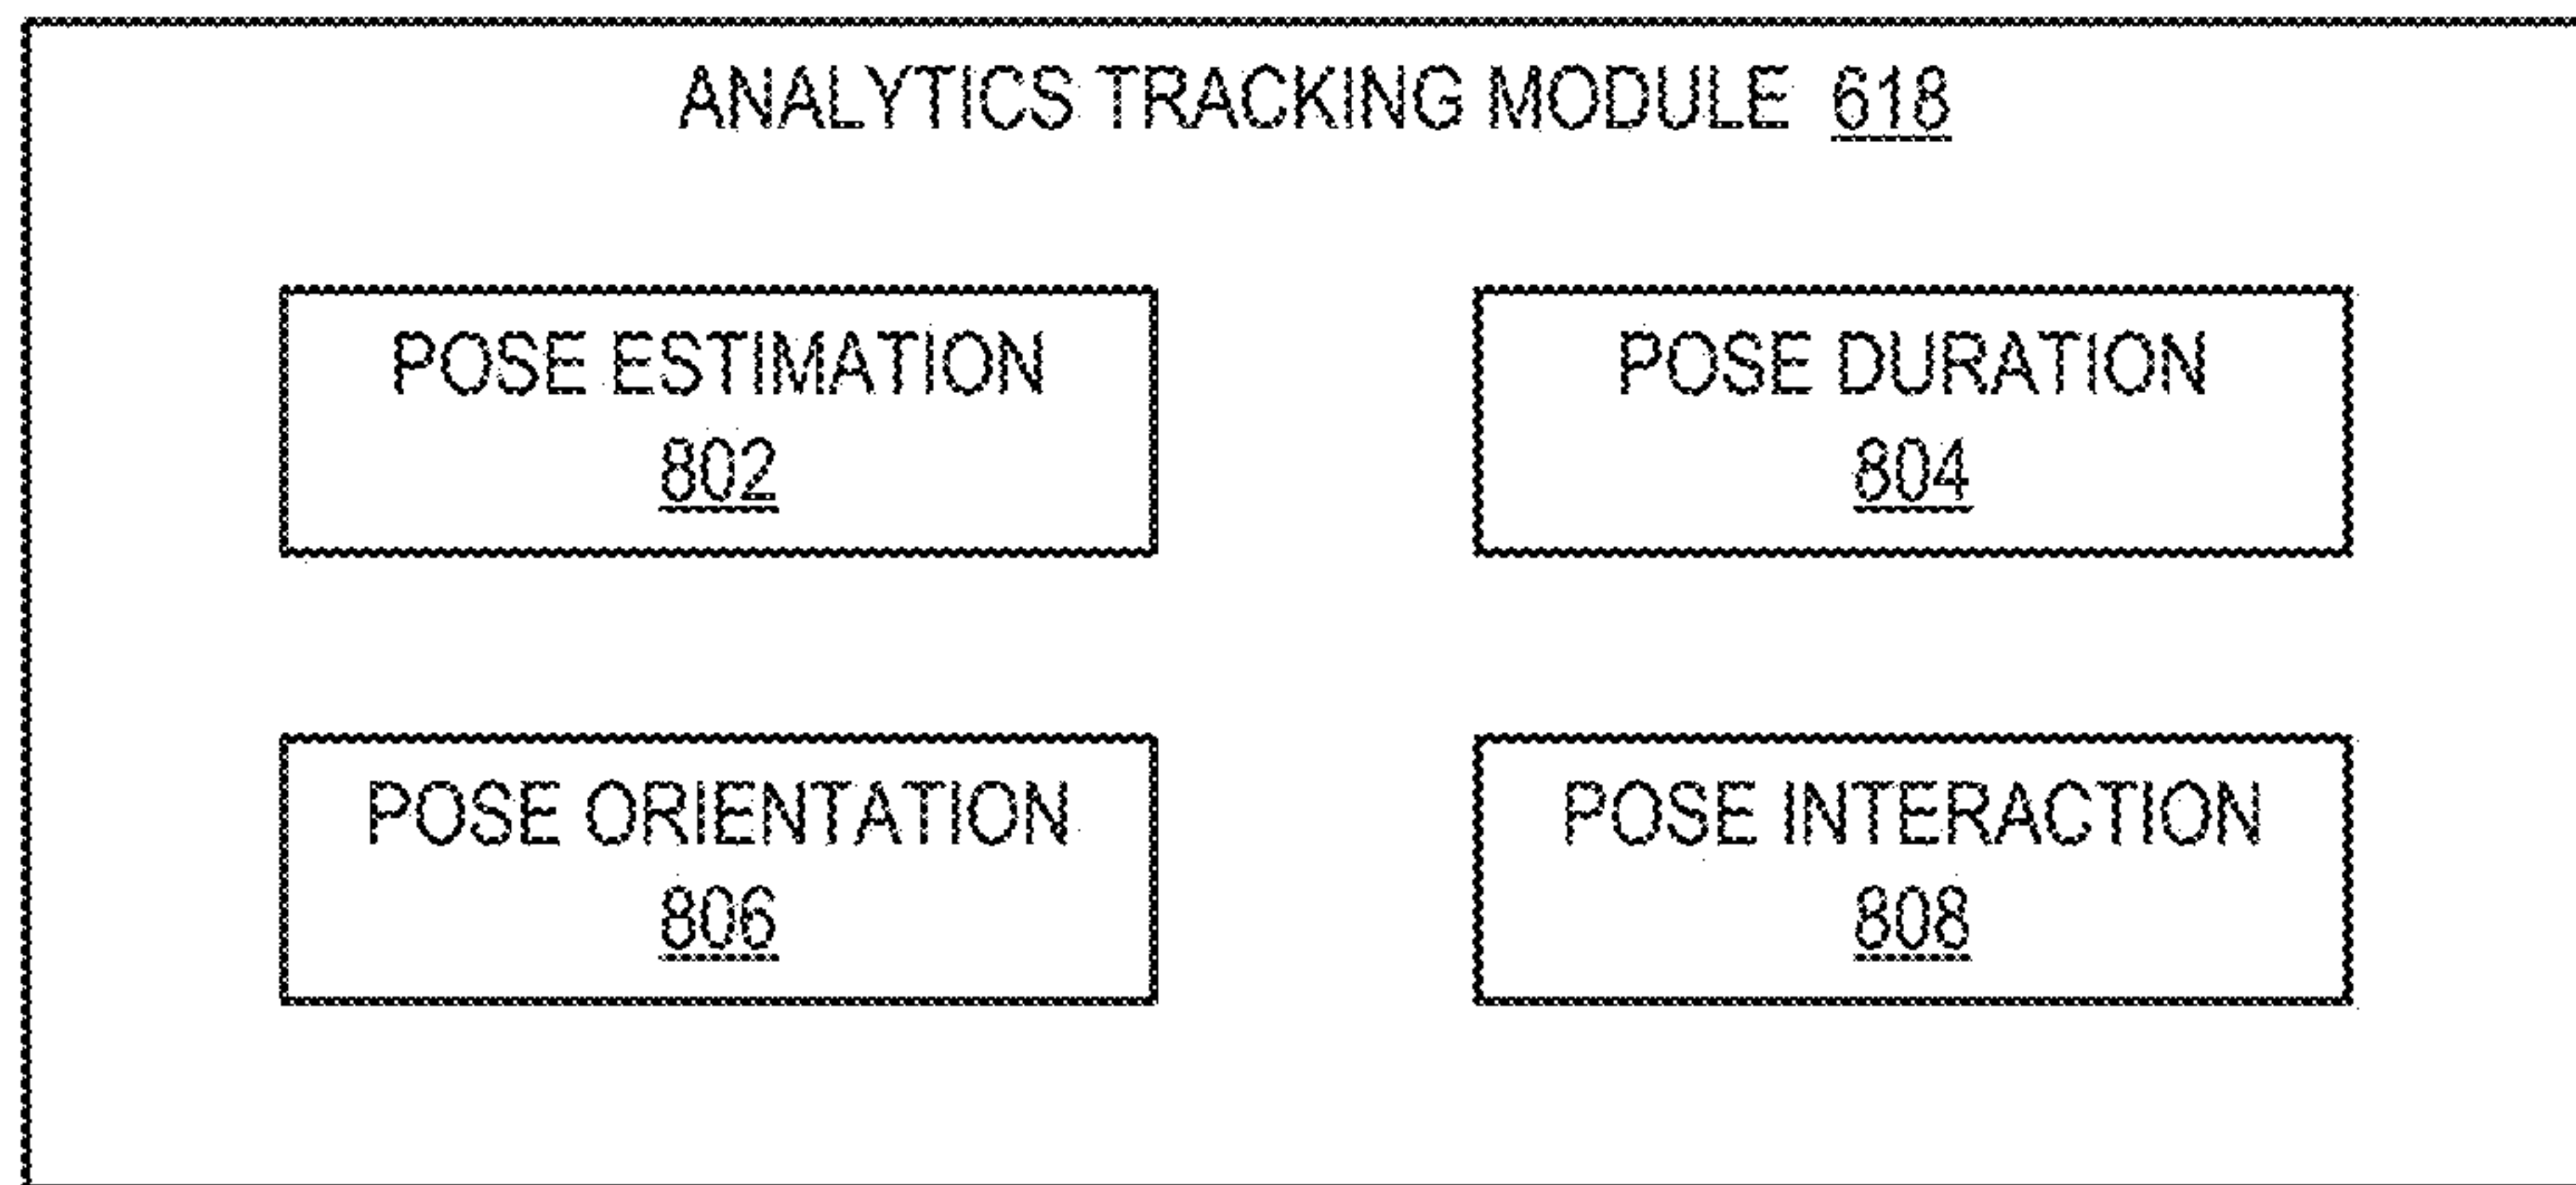 ANALYTICS TRACKING MODULE 618
POSE ESTIMATION
802
POSE DURATION
804
POSE ORIENTATION
806
POSE INTERACTION
808